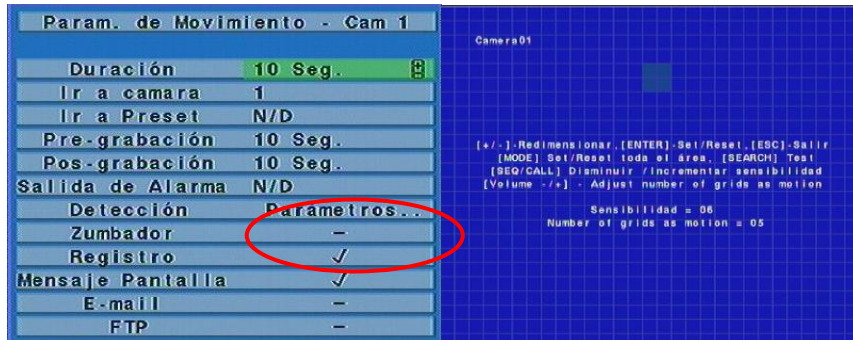 Param. de Movimiento - Cam 1
Duración 10 Seg.
Ir a camara 1
Ir a Preset N/D
Pre-grabación 10 Seg.
Pos-grabación 10 Seg.
Salida de Alarma N/D
Detección Parametros..
Zumbador –
Registro ✓
Mensaje Pantalla ✓
E-mail –
FTP –
Camera01
[+/-]-Redimensionar,[ENTER]-Set/Reset,[ESC]-Salir
[MODE] Set/Reset toda el área, [SEARCH] Test
[SEQ/CALL] Disminuir /Incrementar sensibilidad
[Volume -/+] - Adjust number of grids as motion
Sensibilidad = 06
Number of grids as motion = 05